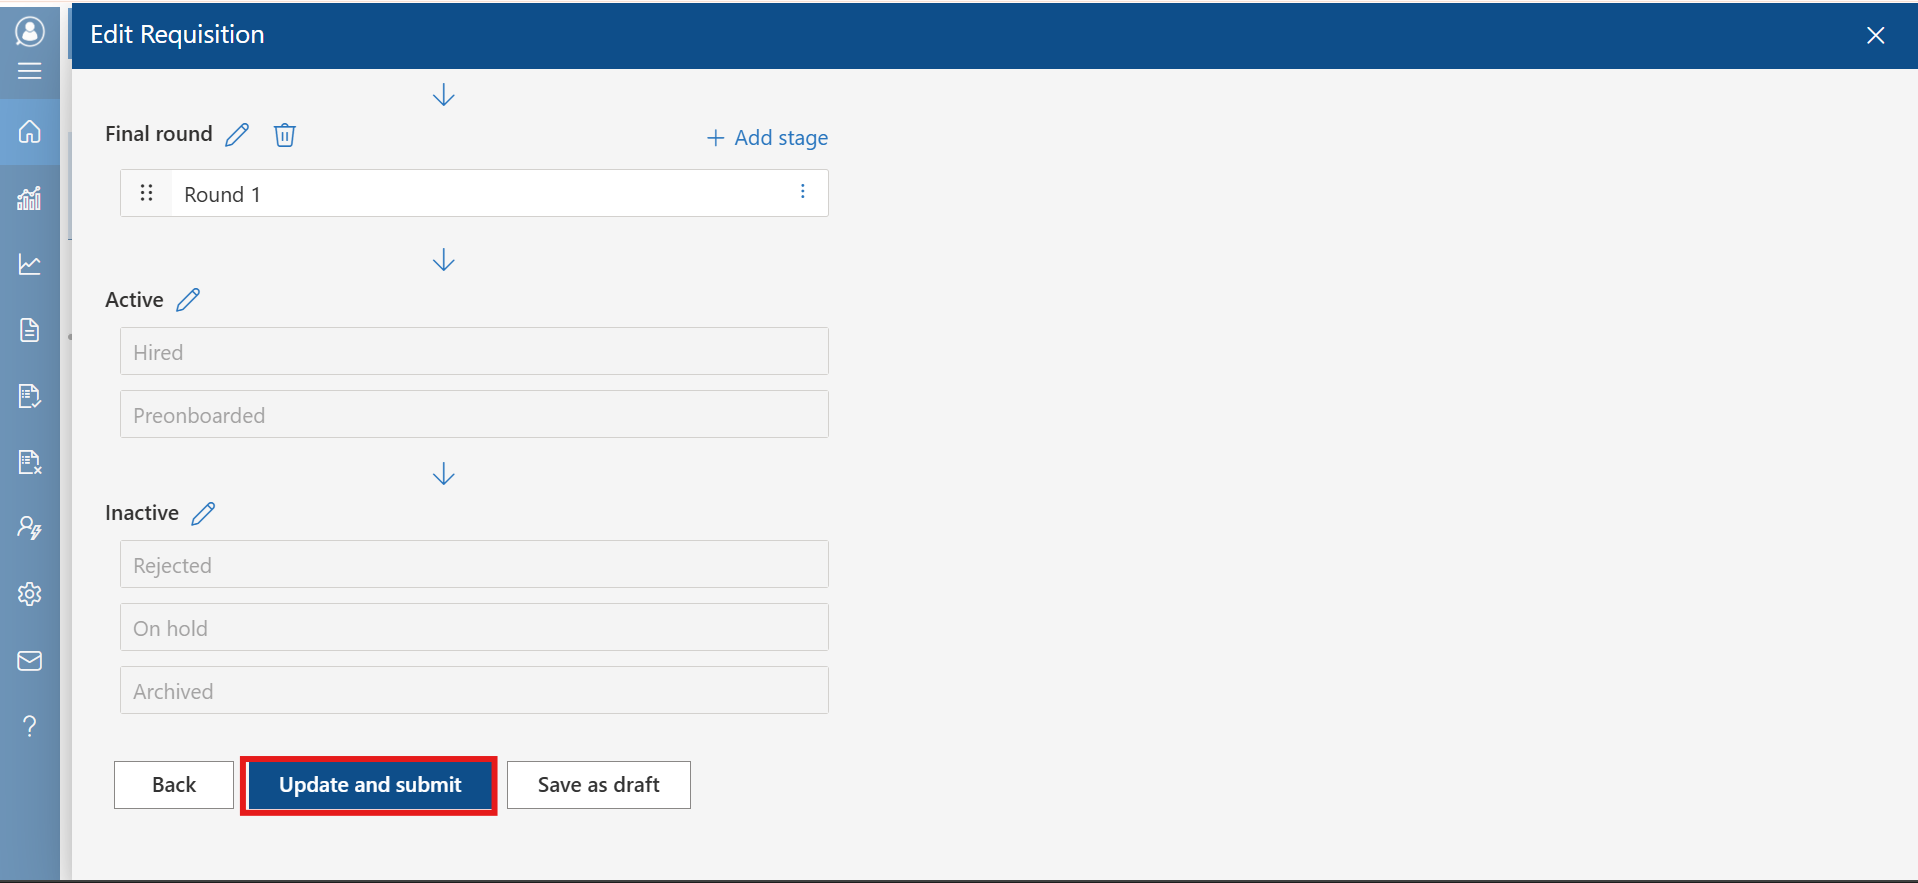 Edit Requisition
Final round
+ Add stage
Round 1
Active
Hired
Preonboarded
Inactive
Rejected
On hold
Archived
Back
Update and submit
Save as draft